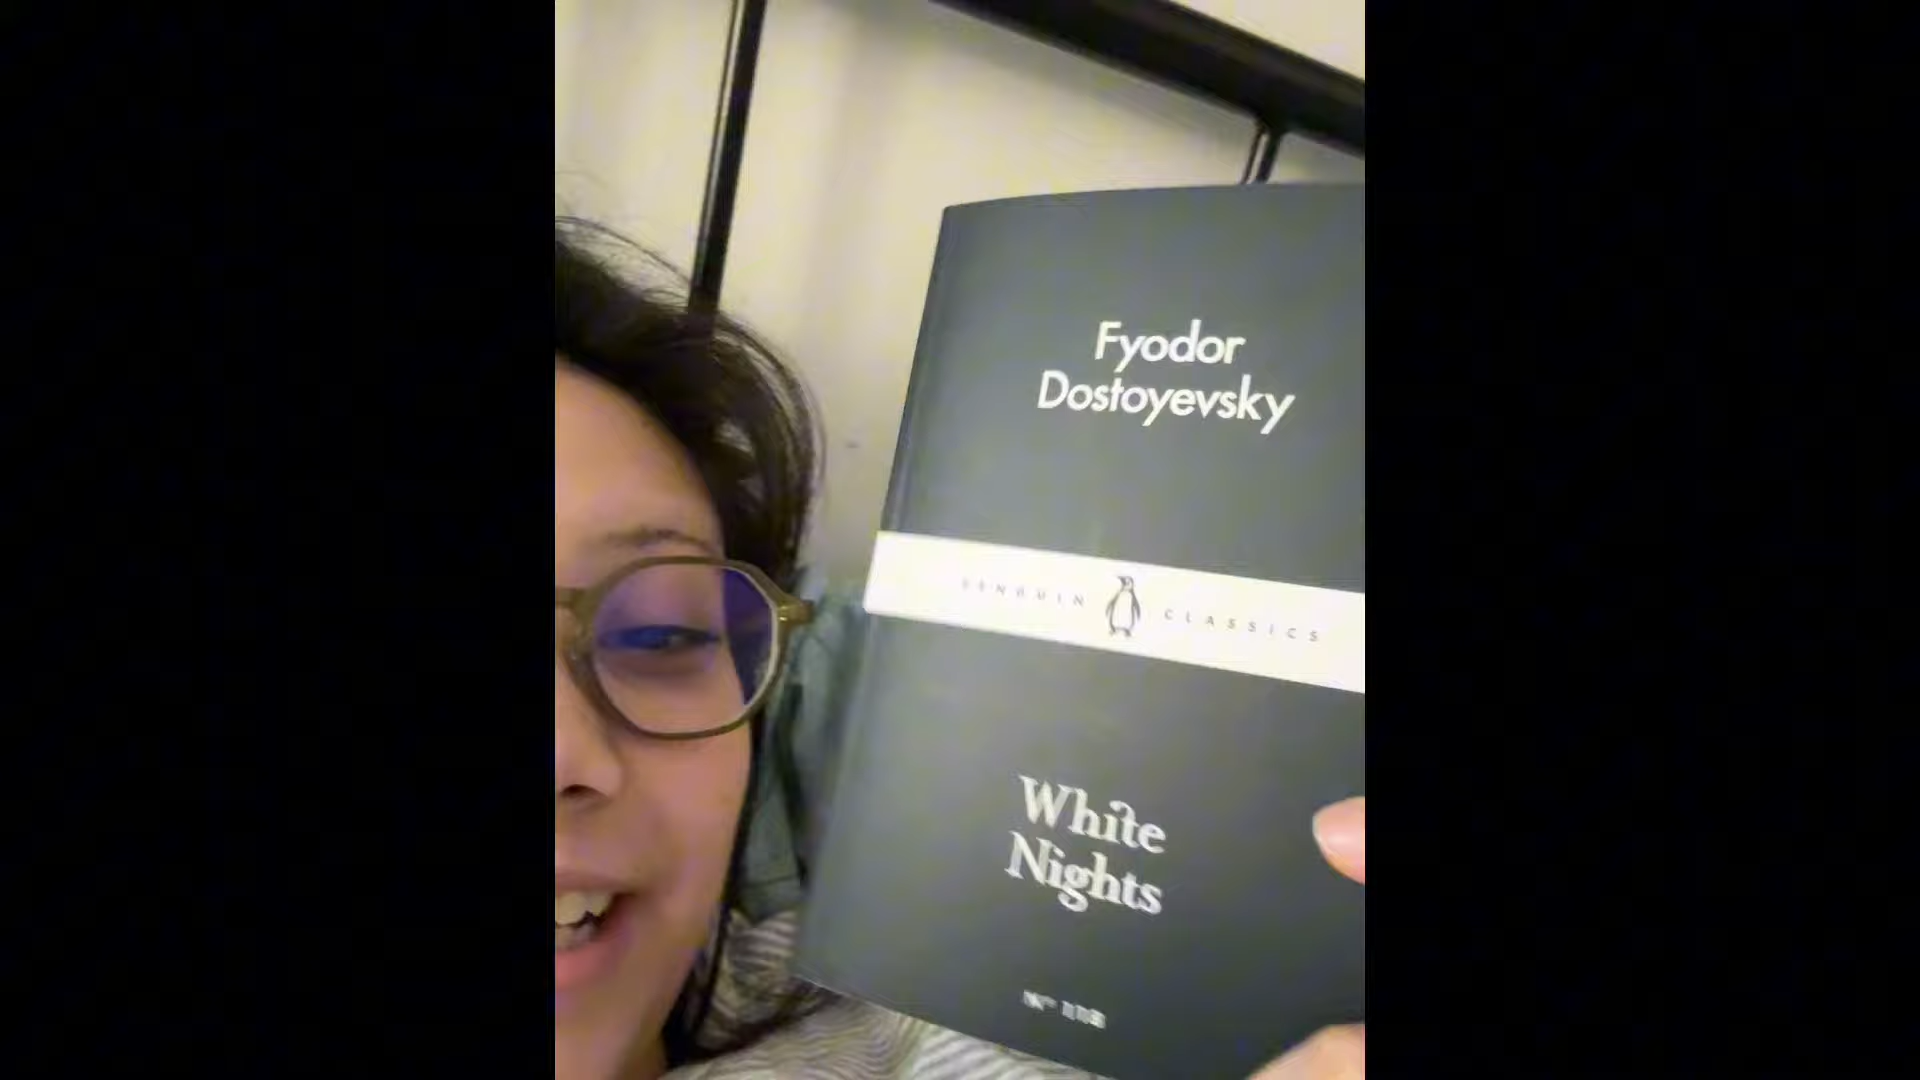 Fyodor
Dostoyevsky
PENGUIN CLASSICS
White
Nights